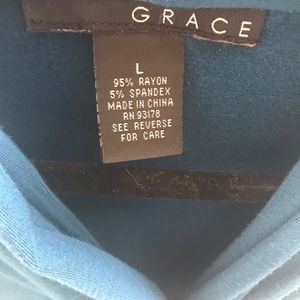 GRACE
L
95% RAYON
5% SPANDEX
MADE IN CHINA
RN 93178
SEE REVERSE
FOR CARE